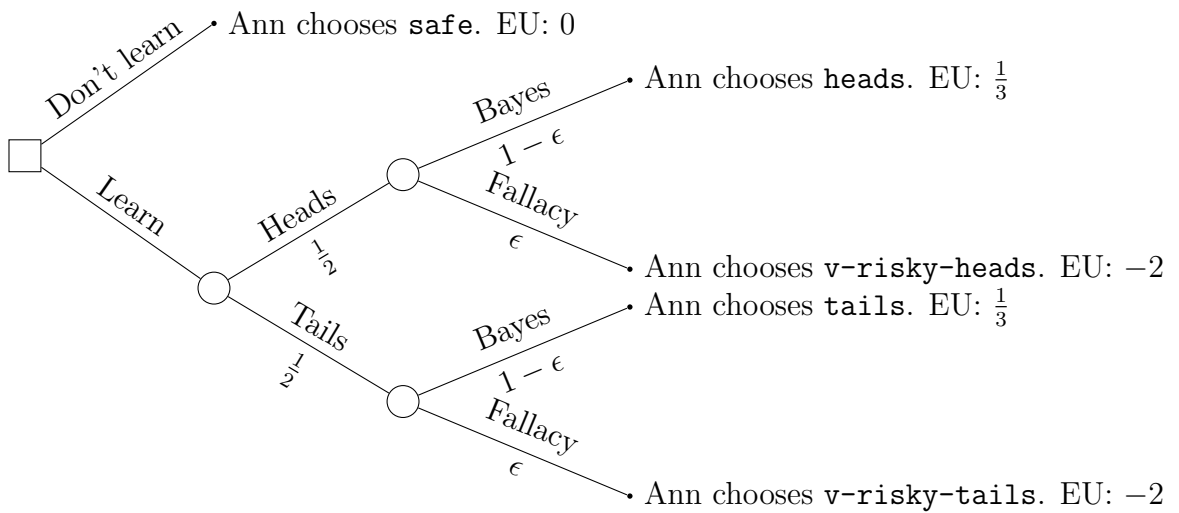 Don't learn
Ann chooses safe. EU: 0
Learn
Heads
1/2
Bayes
1 − ϵ
Ann chooses heads. EU: 1/3
Fallacy
ϵ
Ann chooses v-risky-heads. EU: −2
Tails
1/2
Bayes
1 − ϵ
Ann chooses tails. EU: 1/3
Fallacy
ϵ
Ann chooses v-risky-tails. EU: −2